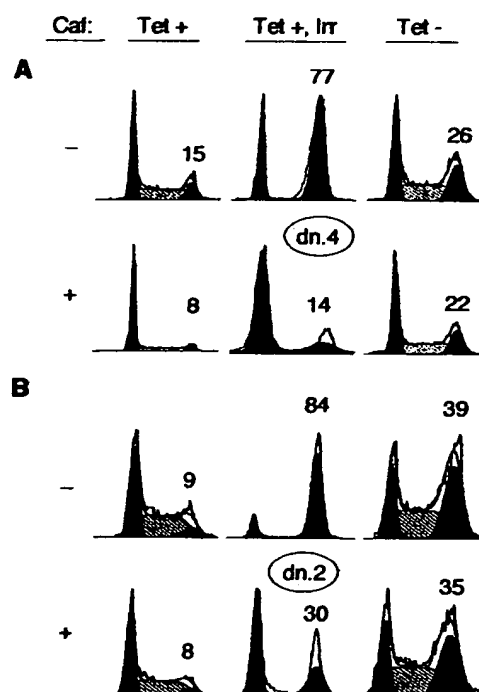 Caf: Tet + Tet +, Irr Tet -
A
- 15 77 26
dn.4
+ 8 14 22
B
- 9 84 39
dn.2
+ 8 30 35